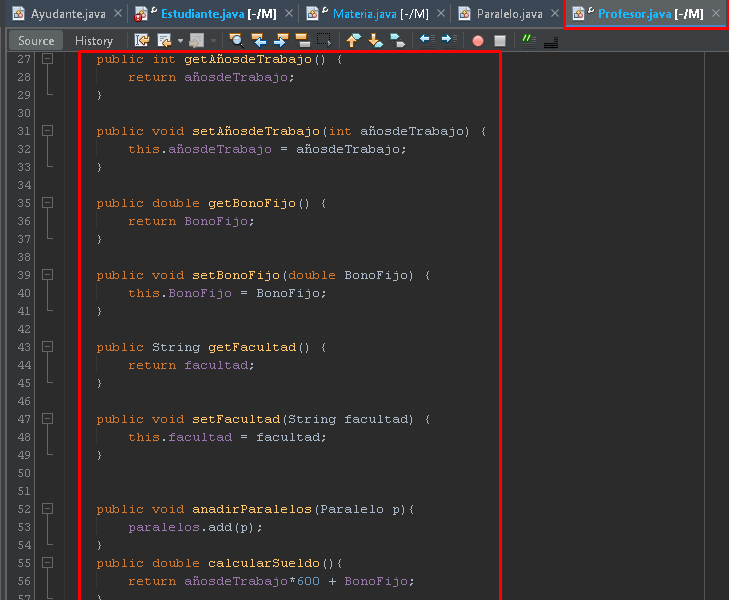 Ayudante.java Estudiante.java [-/M] Materia.java [-/M] Paralelo.java Profesor.java [-/M]
Source History
27 public int getAñosdeTrabajo() {
28 return añosdeTrabajo;
29 }
30
31 public void setAñosdeTrabajo(int añosdeTrabajo) {
32 this.añosdeTrabajo = añosdeTrabajo;
33 }
34
35 public double getBonoFijo() {
36 return BonoFijo;
37 }
38
39 public void setBonoFijo(double BonoFijo) {
40 this.BonoFijo = BonoFijo;
41 }
42
43 public String getFacultad() {
44 return facultad;
45 }
46
47 public void setFacultad(String facultad) {
48 this.facultad = facultad;
49 }
50
51
52 public void anadirParalelos(Paralelo p){
53 paralelos.add(p);
54 }
55 public double calcularSueldo(){
56 return añosdeTrabajo*600 + BonoFijo;
57 }